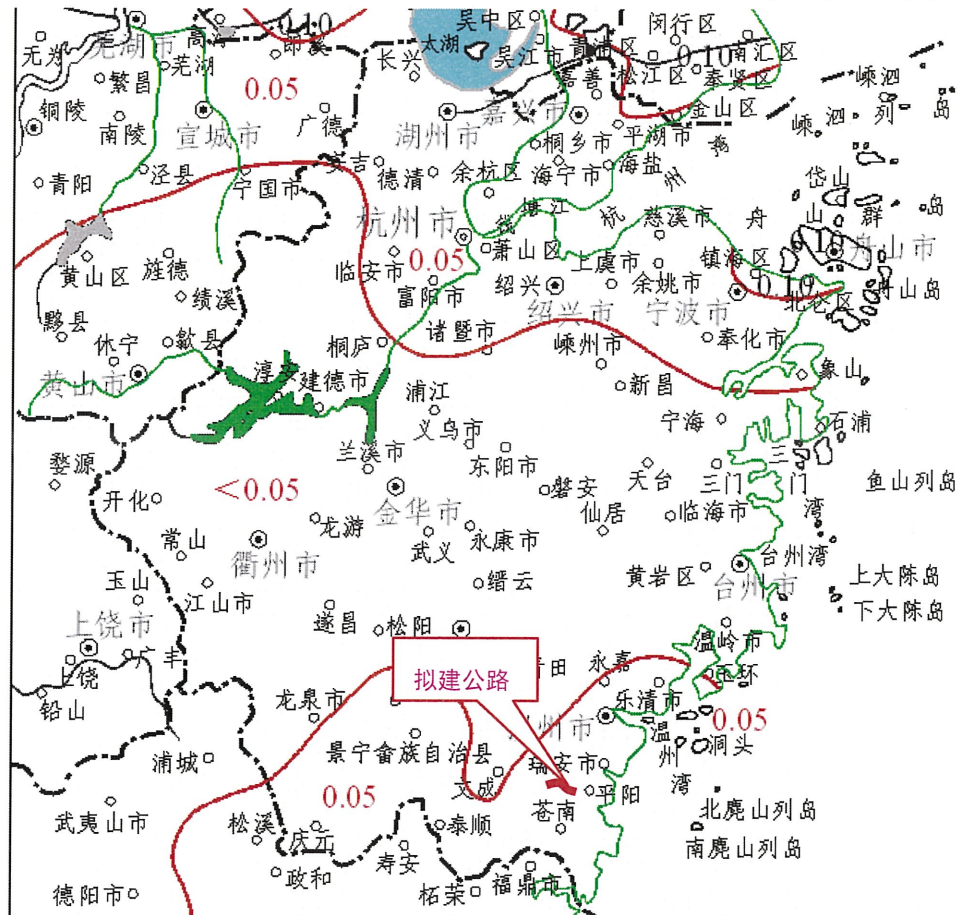 吴中区
闵行区
无为
芜湖市
高淳
郎溪
太湖
吴江市
青浦区
0.10
南汇区
芜湖
长兴
嘉善
松江区
奉贤区
嵊泗
繁昌
0.05
铜陵
广德
嘉兴市
金山区
嵊泗列岛
南陵
宣城市
湖州市
桐乡市
平湖市
安吉
德清
余杭区
海宁市
海盐
青阳
泾县
宁国市
岱山
杭州市
钱塘江
杭州
慈溪市
舟山群岛
萧山区
镇海区
舟山市
黄山区
旌德
临安市
0.05
上虞市
余姚市
绩溪
富阳市
绍兴
0.10
北仑区
舟山岛
黟县
绍兴市
宁波市
休宁
歙县
桐庐
诸暨市
嵊州市
奉化市
黄山市
淳安
建德市
浦江
新昌
象山
义乌市
宁海
石浦
婺源
兰溪市
东阳市
三门
三门湾
开化
<0.05
磐安
天台
鱼山列岛
金华市
仙居
临海市
常山
龙游
武义
永康市
衢州市
台州湾
玉山
缙云
黄岩区
台州市
上大陈岛
江山市
下大陈岛
上饶市
遂昌
松阳
温岭市
广丰
上饶
拟建公路
青田
永嘉
玉环
铅山
龙泉市
乐清市
州市
0.05
温州湾
洞头
浦城
景宁畲族自治县
瑞安市
0.05
文成
平阳
武夷山市
松溪
庆元
泰顺
苍南
北麂山列岛
南麂山列岛
政和
寿安
德阳市
柘荣
福鼎市